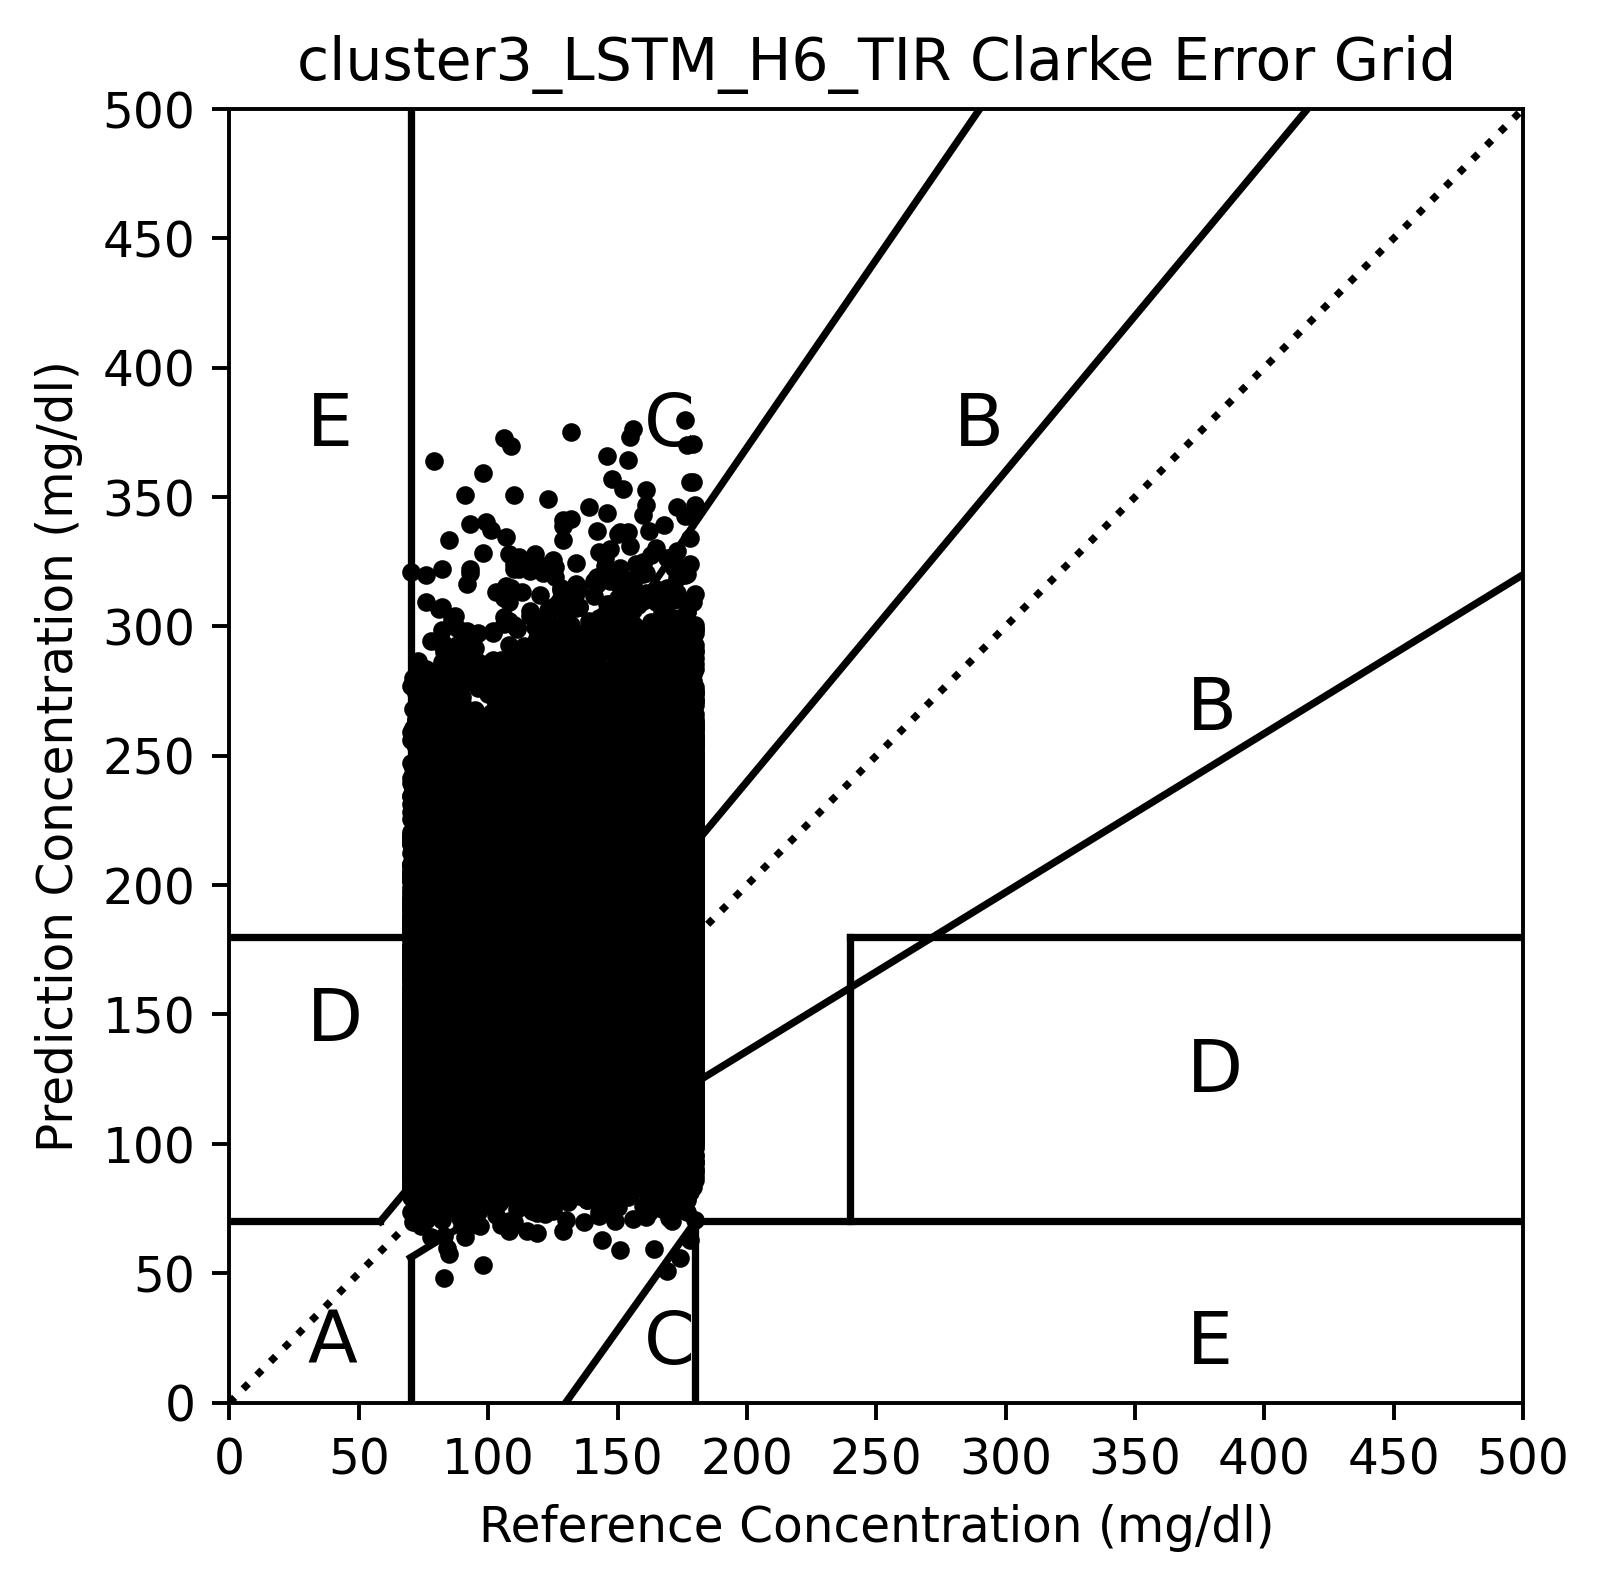 cluster3_LSTM_H6_TIR Clarke Error Grid
500
450
400
350
300
250
200
150
100
50
0
E
C
B
B
D
D
A
C
E
0 50 100 150 200 250 300 350 400 450 500
Reference Concentration (mg/dl)
Prediction Concentration (mg/dl)